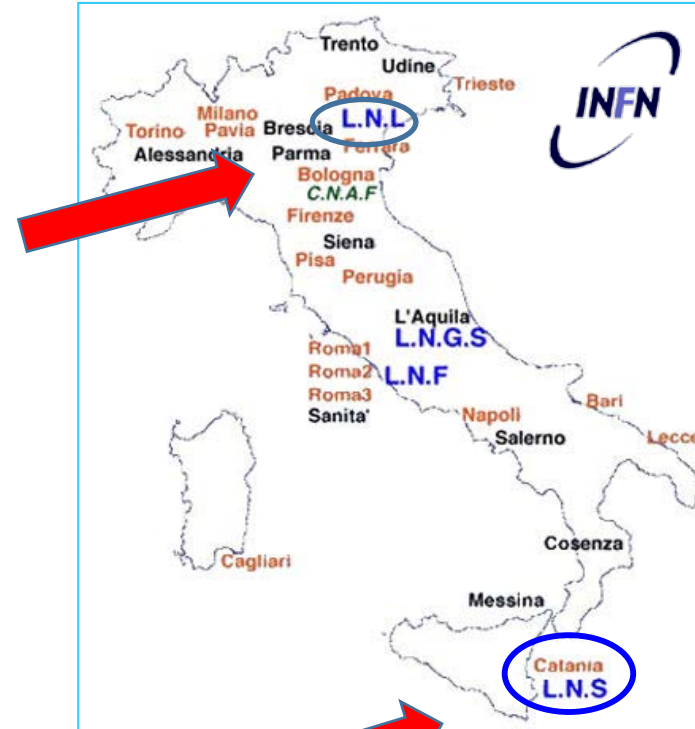 Trento
Udine
INFN
Trieste
Padova
Milano
L.N.L
Torino
Pavia
Brescia
Ferrara
Alessandria
Parma
Bologna
C.N.A.F
Firenze
Siena
Pisa
Perugia
L'Aquila
L.N.G.S
Roma1
Roma2
L.N.F
Roma3
Bari
Sanita'
Napoli
Salerno
Lecce
Cosenza
Cagliari
Messina
Catania
L.N.S